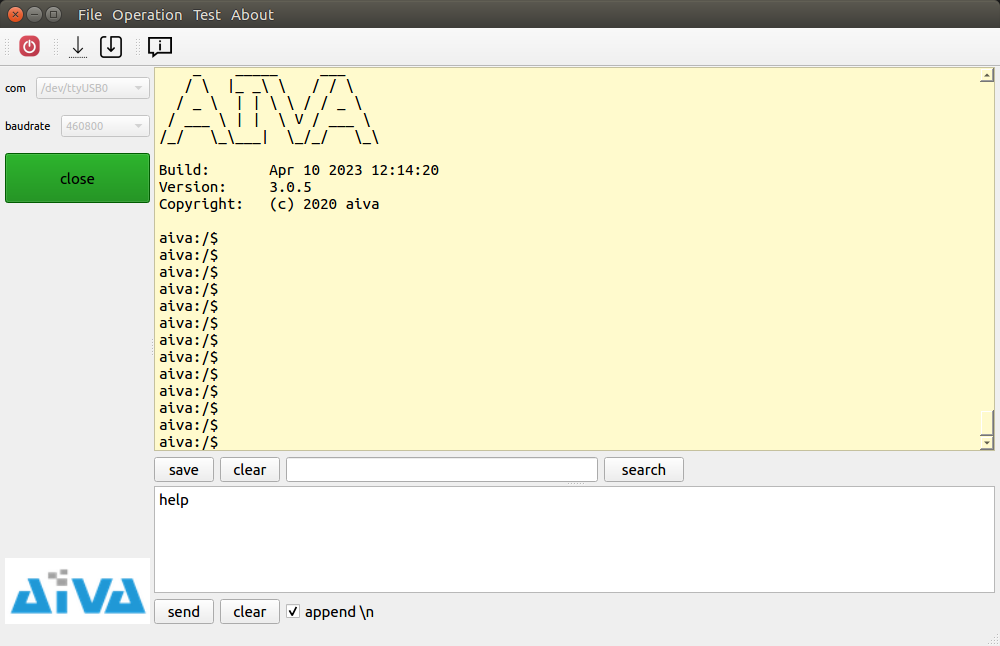 File Operation Test About
com /dev/ttyUSB0
baudrate 460800
close
Build: Apr 10 2023 12:14:20
Version: 3.0.5
Copyright: (c) 2020 aiva
aiva:/$
aiva:/$
aiva:/$
aiva:/$
aiva:/$
aiva:/$
aiva:/$
aiva:/$
aiva:/$
aiva:/$
aiva:/$
aiva:/$
aiva:/$
save clear search
help
AiVA
send clear append \n